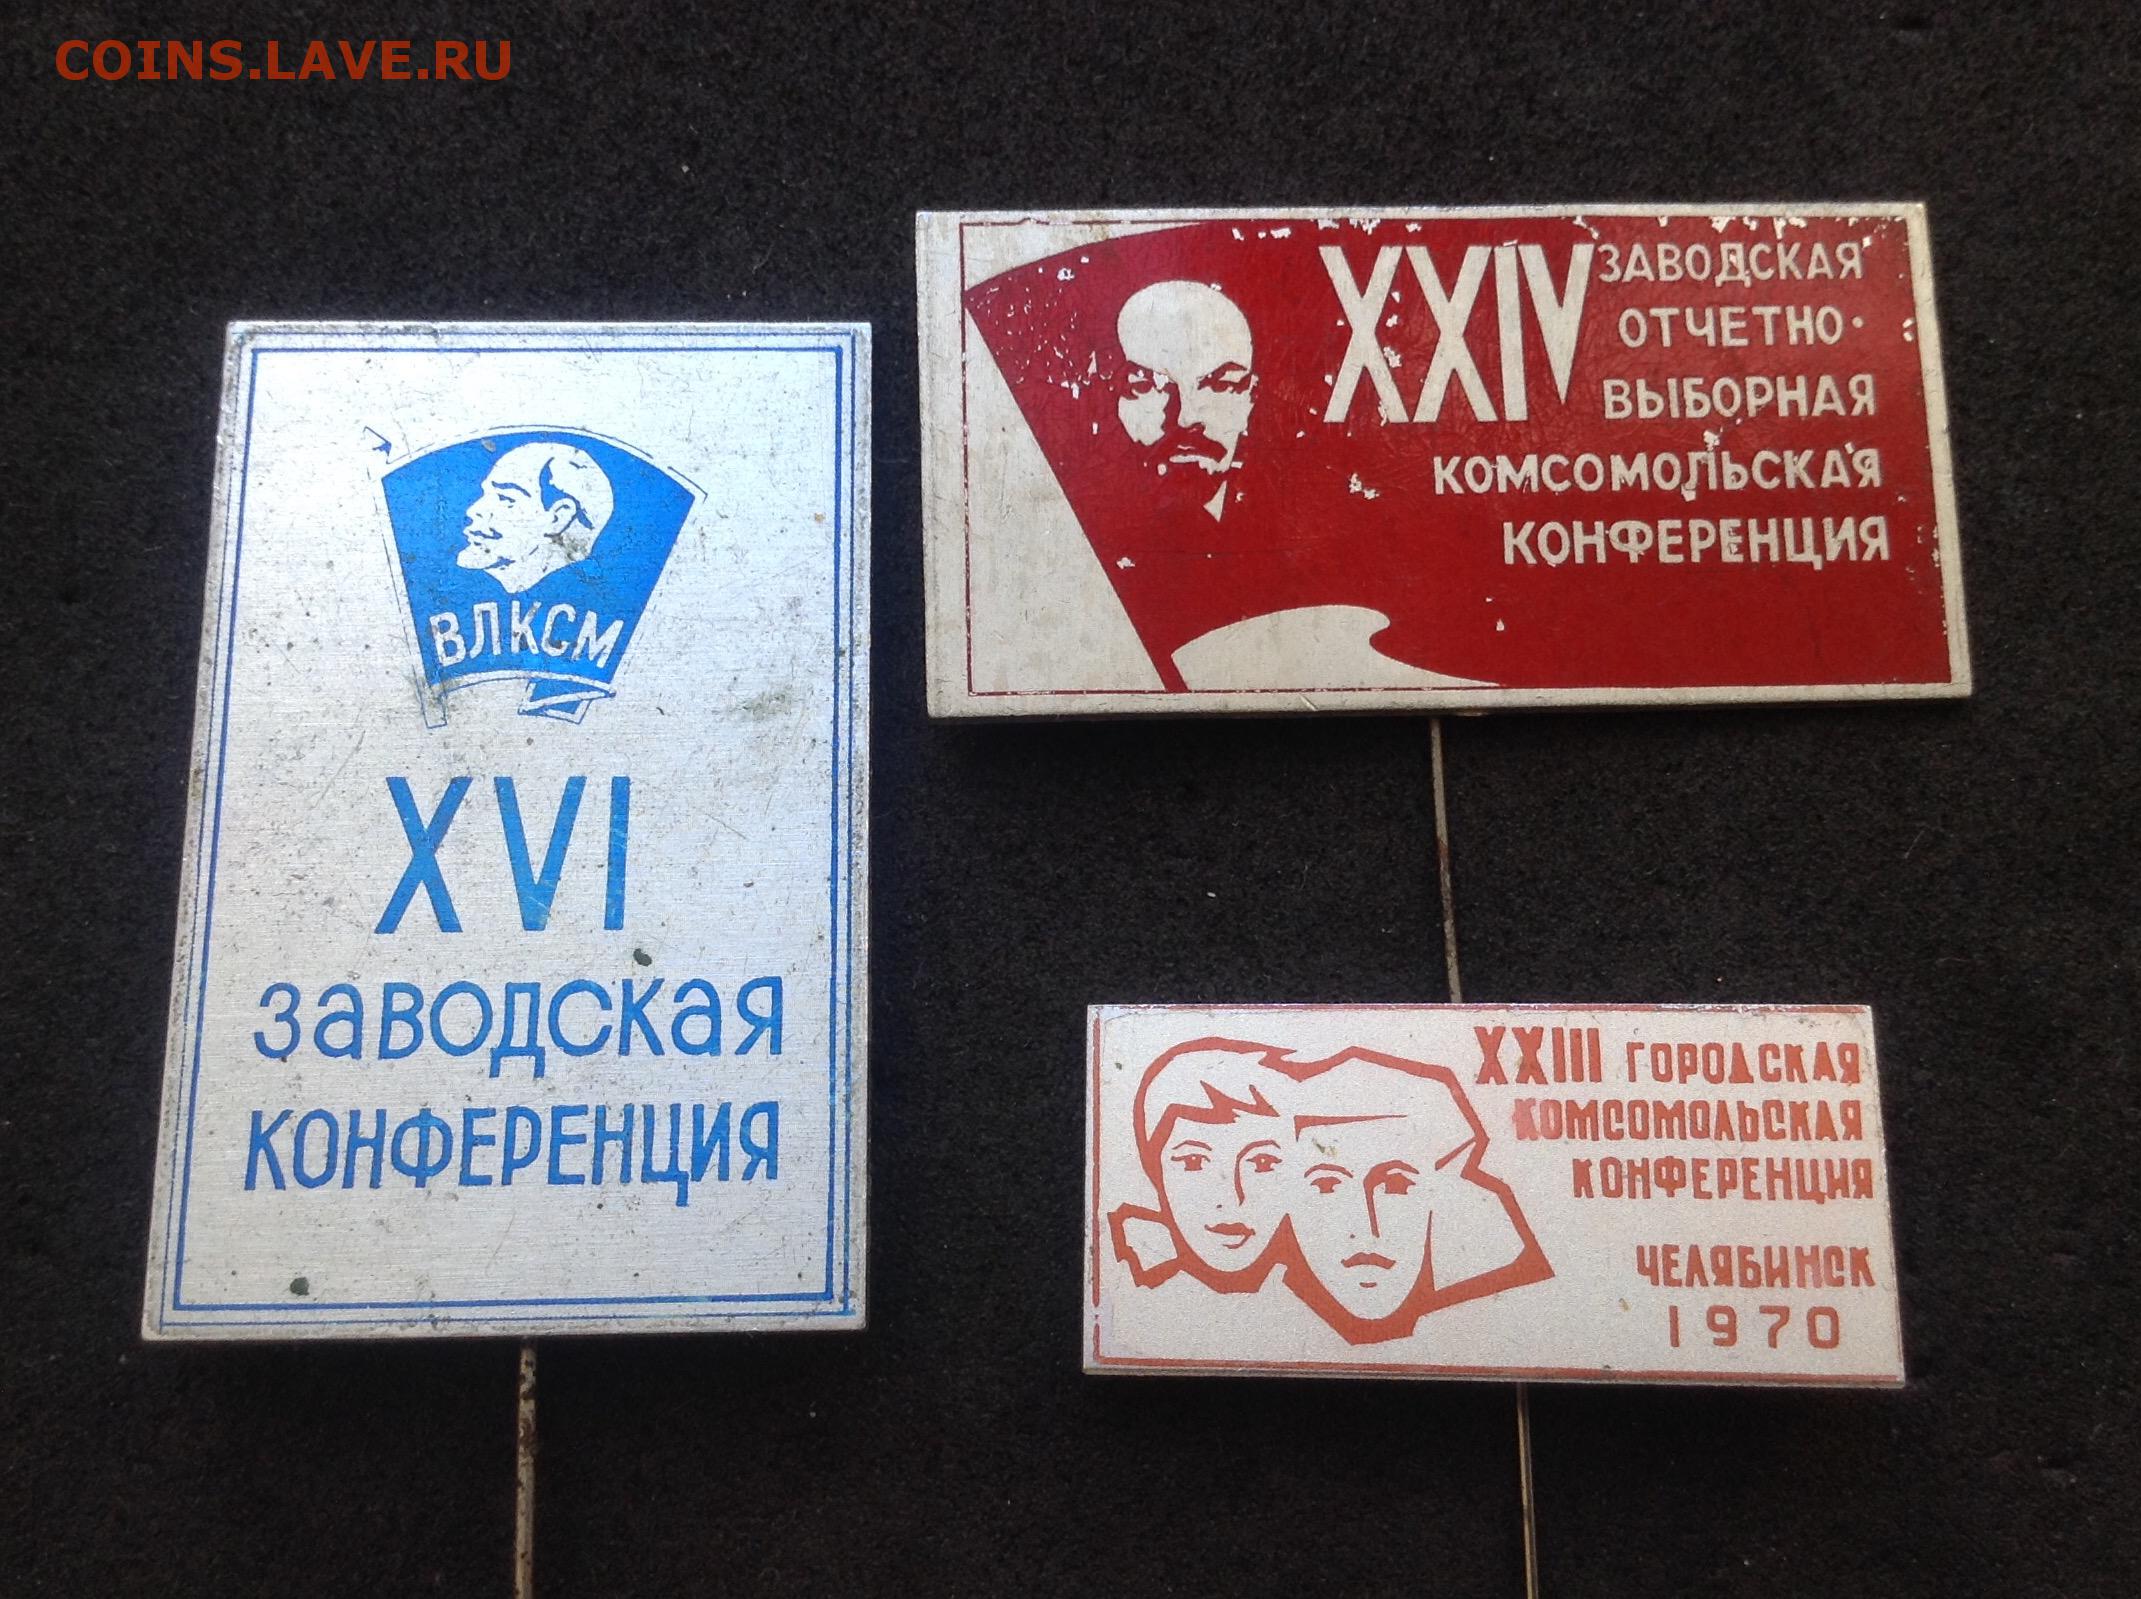 COINS.LAVE.RU
ВЛКСМ
XVI
заводская
КОНФЕРЕНЦИЯ
XXIV ЗАВОДСКАЯ
ОТЧЕТНО-
ВЫБОРНАЯ
КОМСОМОЛЬСКАЯ
КОНФЕРЕНЦИЯ
XXIII ГОРОДСКАЯ
КОМСОМОЛЬСКАЯ
КОНФЕРЕНЦИЯ
ЧЕЛЯБИНСК
1970